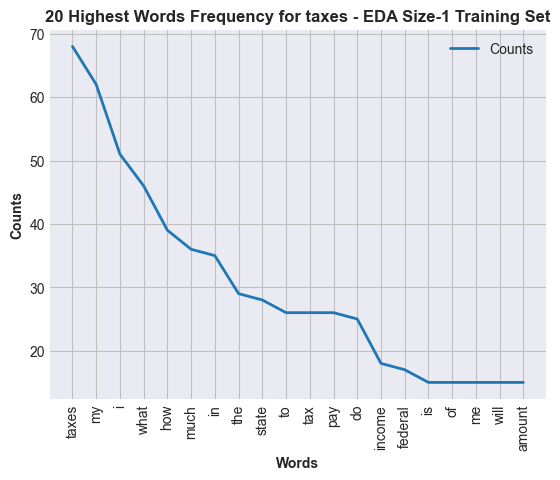 20 Highest Words Frequency for taxes - EDA Size-1 Training Set
Counts
70
60
50
40
30
20
Counts
taxes
my
i
what
how
much
in
the
state
to
tax
pay
do
income
federal
is
of
me
will
amount
Words